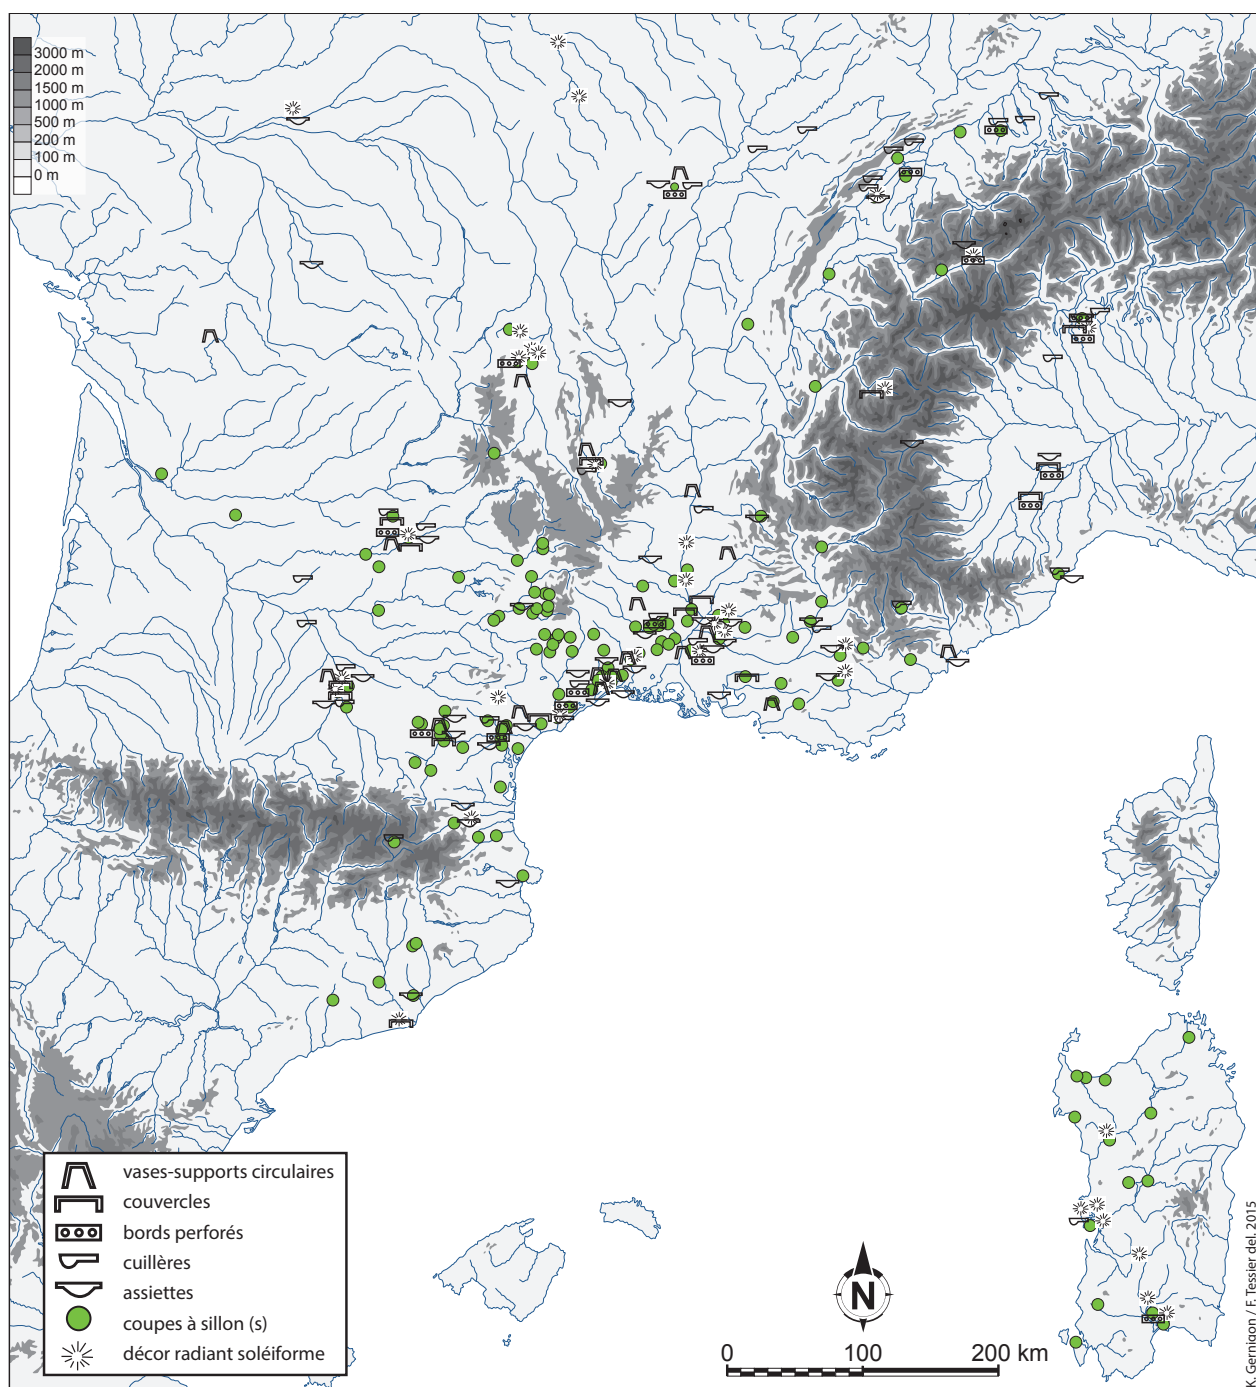 3000 m
2000 m
1500 m
1000 m
500 m
200 m
100 m
0 m
vases-supports circulaires
couvercles
bords perforés
cuillères
assiettes
coupes à sillon (s)
décor radiant soléiforme
N
0 100 200 km
K. Gernigon / F. Tessier del. 2015